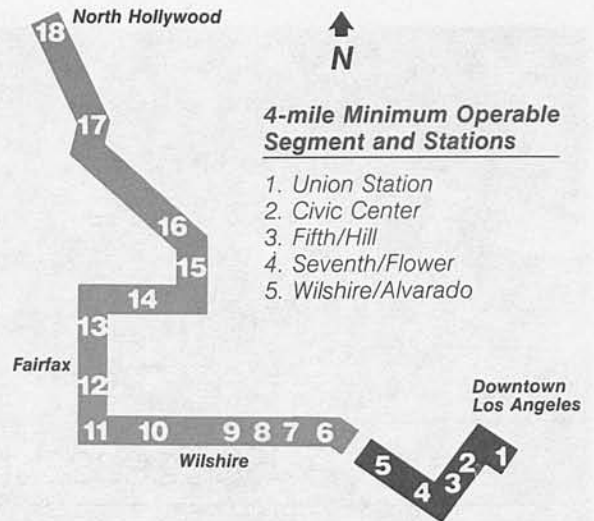 North Hollywood
18
N
17
4-mile Minimum Operable
Segment and Stations
1. Union Station
2. Civic Center
3. Fifth/Hill
4. Seventh/Flower
5. Wilshire/Alvarado
16
15
14
13
Fairfax
12
Downtown
Los Angeles
11 10 9 8 7 6
Wilshire
5 4 3 2 1